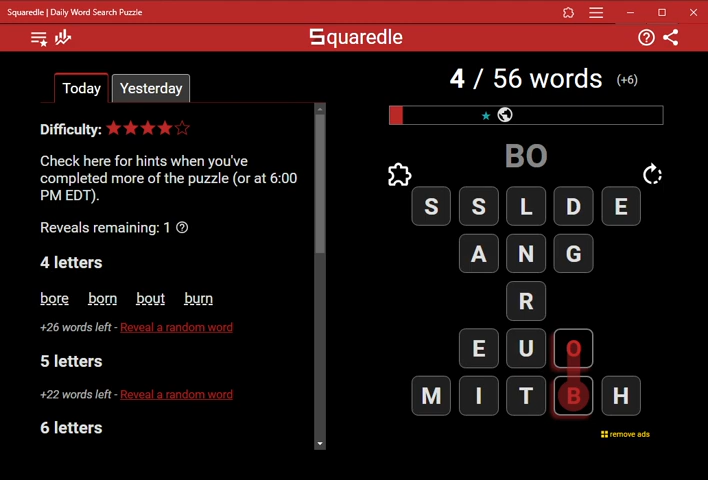 Squaredle | Daily Word Search Puzzle
Squaredle
Today Yesterday
Difficulty:
Check here for hints when you've
completed more of the puzzle (or at 6:00
PM EDT).
Reveals remaining: 1
4 letters
bore born bout burn
+26 words left - Reveal a random word
5 letters
+22 words left - Reveal a random word
6 letters
4 / 56 words (+6)
BO
S S L D E
A N G
R
E U O
M I T B H
remove ads